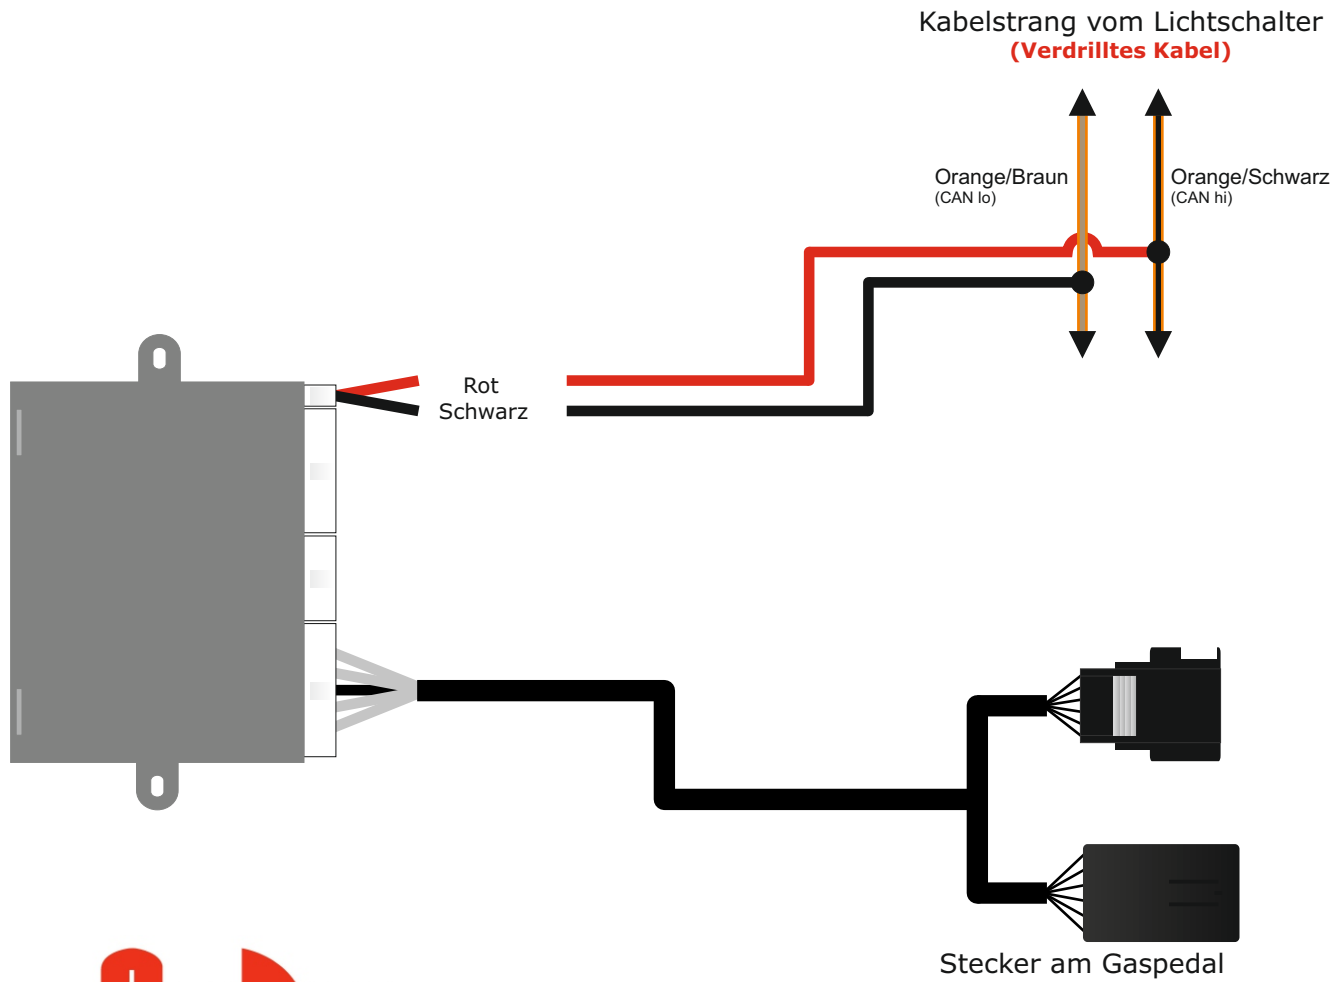 Kabelstrang vom Lichtschalter
(Verdrilltes Kabel)
Orange/Braun
(CAN lo)
Orange/Schwarz
(CAN hi)
Rot
Schwarz
Stecker am Gaspedal